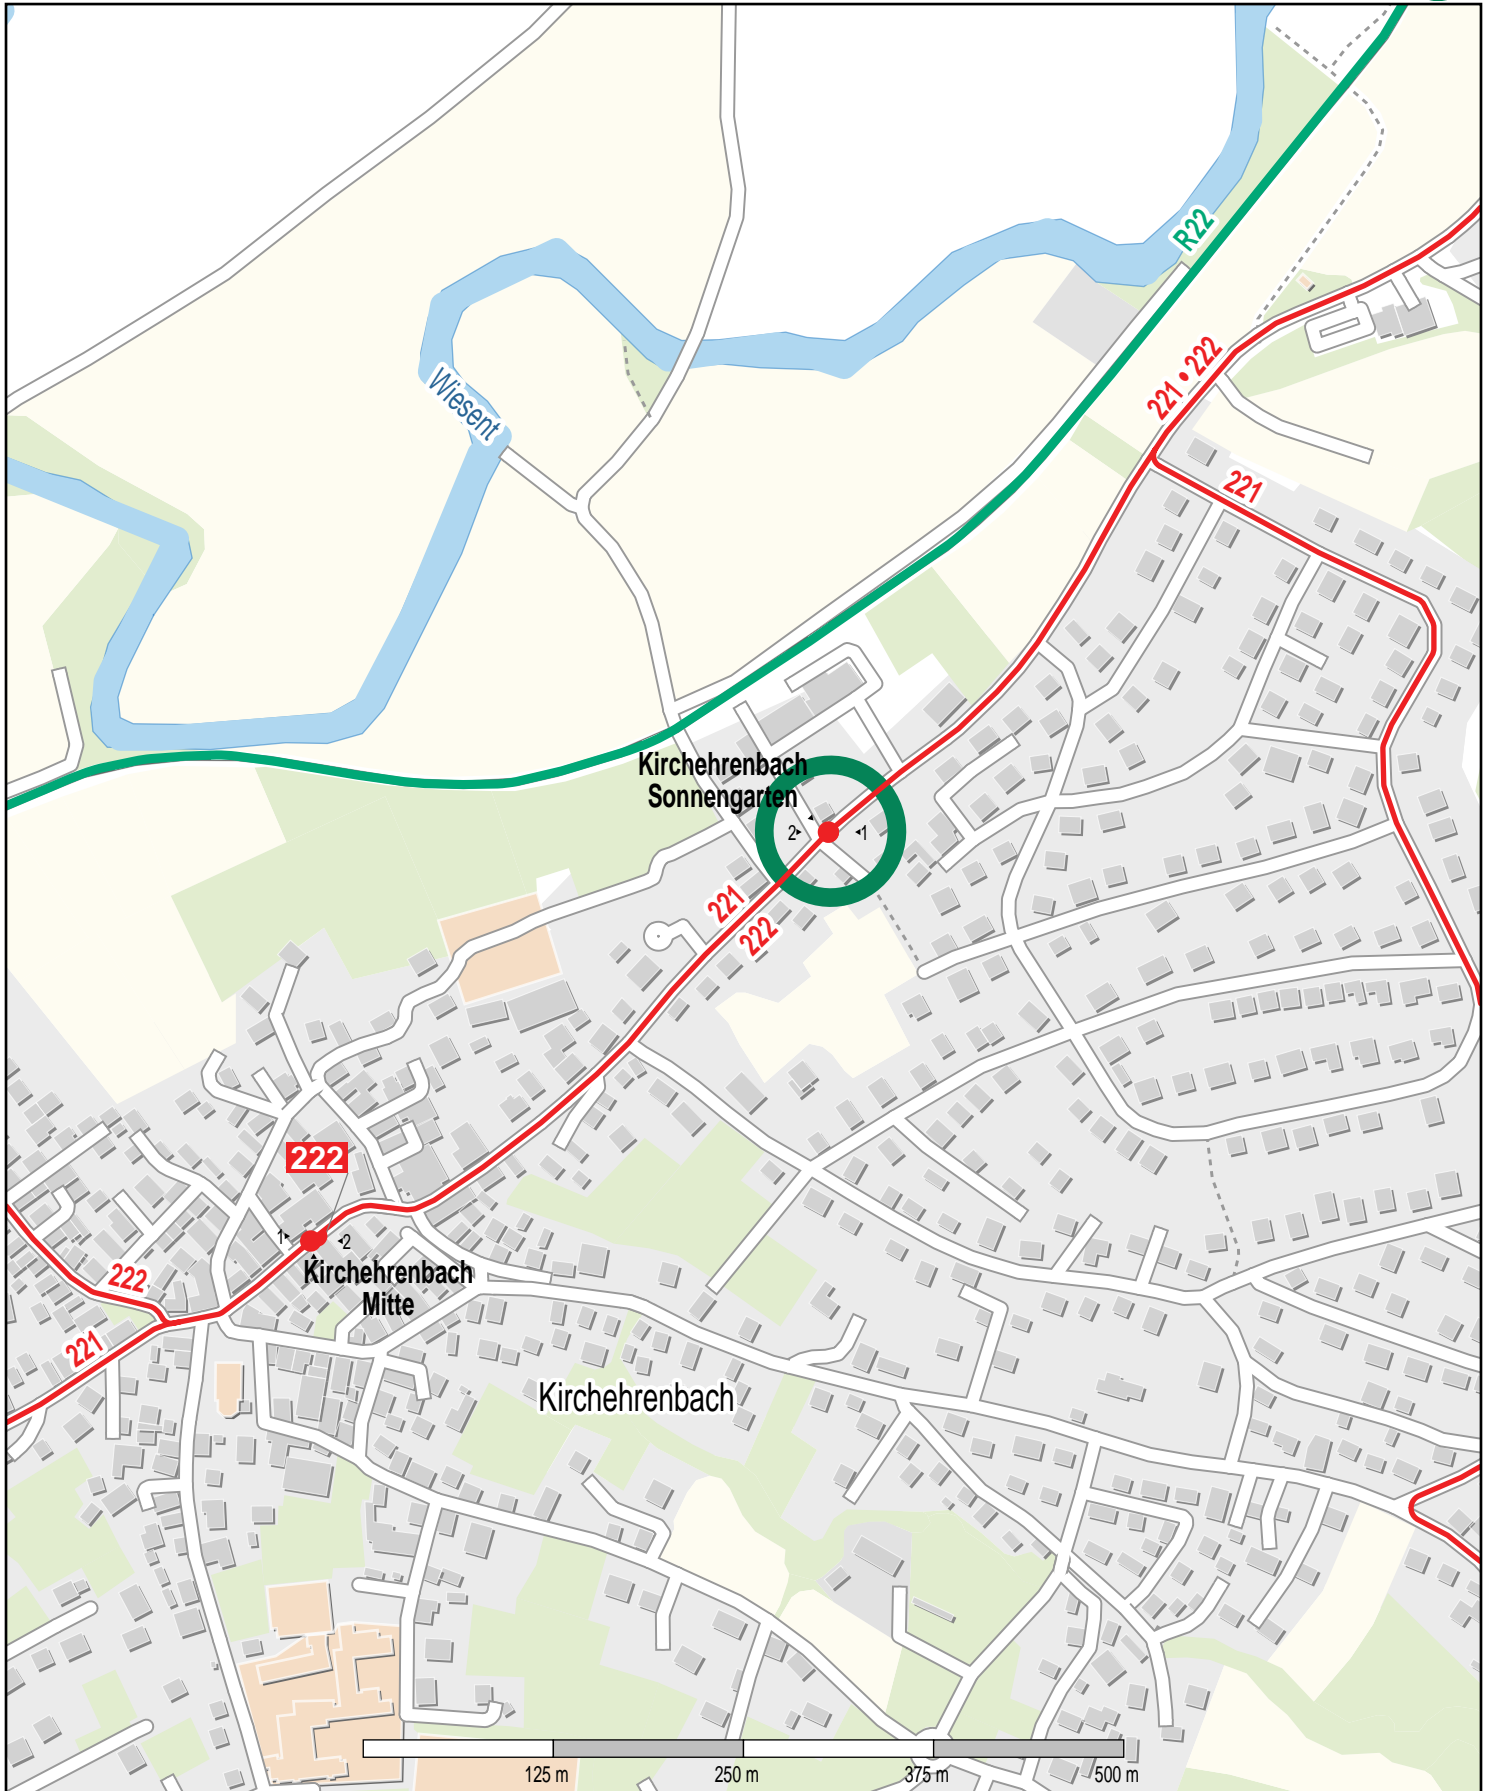 R22
221 • 222
Wiesent
221
Kirchehrenbach
Sonnengarten
2
1
221
222
222
1
2
Kirchehrenbach
Mitte
222
221
Kirchehrenbach
125 m
250 m
375 m
500 m